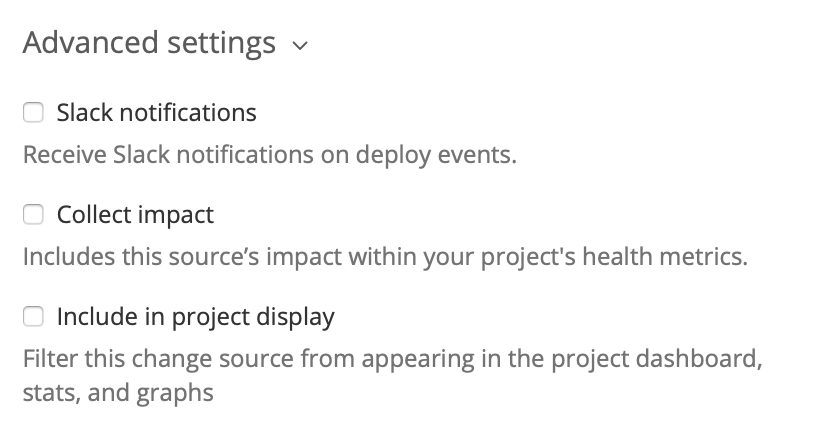 Advanced settings
Slack notifications
Receive Slack notifications on deploy events.
Collect impact
Includes this source’s impact within your project's health metrics.
Include in project display
Filter this change source from appearing in the project dashboard,
stats, and graphs